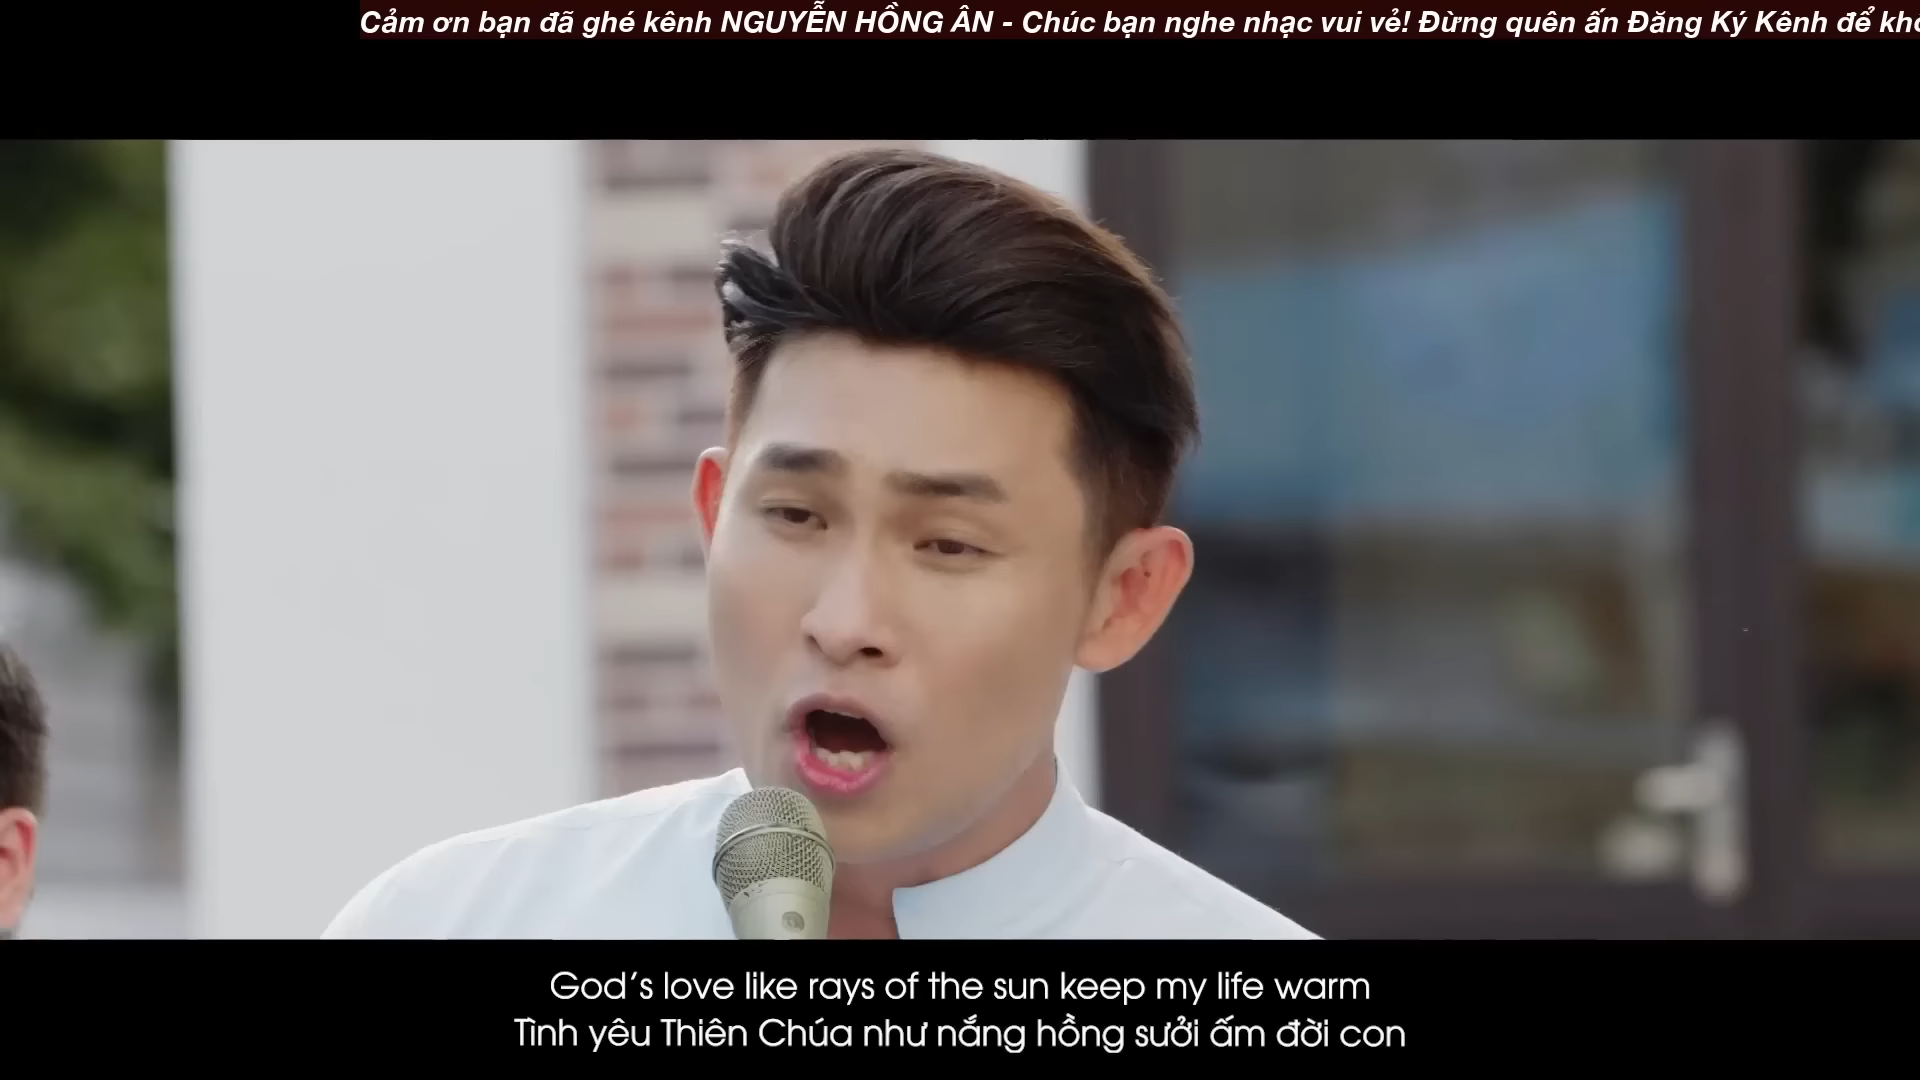 Cảm ơn bạn đã ghé kênh NGUYỄN HỒNG ÂN - Chúc bạn nghe nhạc vui vẻ! Đừng quên ấn Đăng Ký Kênh để
God's love like rays of the sun keep my life warm
Tình yêu Thiên Chúa như nắng hồng sưởi ấm đời con